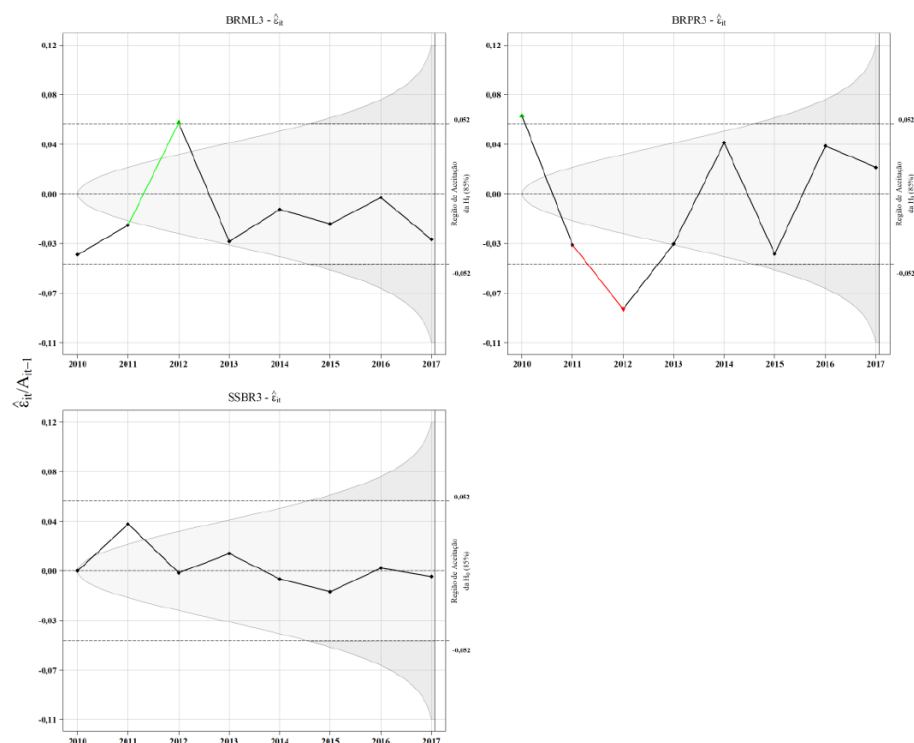 BRML3 - ε̂it
0,12
0,08
0,04
0,00
-0,03
-0,07
-0,11
0,052
-0,052
Região de Aceitação
da H0 (85%)
2010 2011 2012 2013 2014 2015 2016 2017
BRPR3 - ε̂it
0,12
0,08
0,04
0,00
-0,03
-0,07
-0,11
0,052
-0,052
Região de Aceitação
da H0 (85%)
2010 2011 2012 2013 2014 2015 2016 2017
ε̂it/Ait−1
SSBR3 - ε̂it
0,12
0,08
0,04
0,00
-0,03
-0,07
-0,11
0,052
-0,052
Região de Aceitação
da H0 (85%)
2010 2011 2012 2013 2014 2015 2016 2017